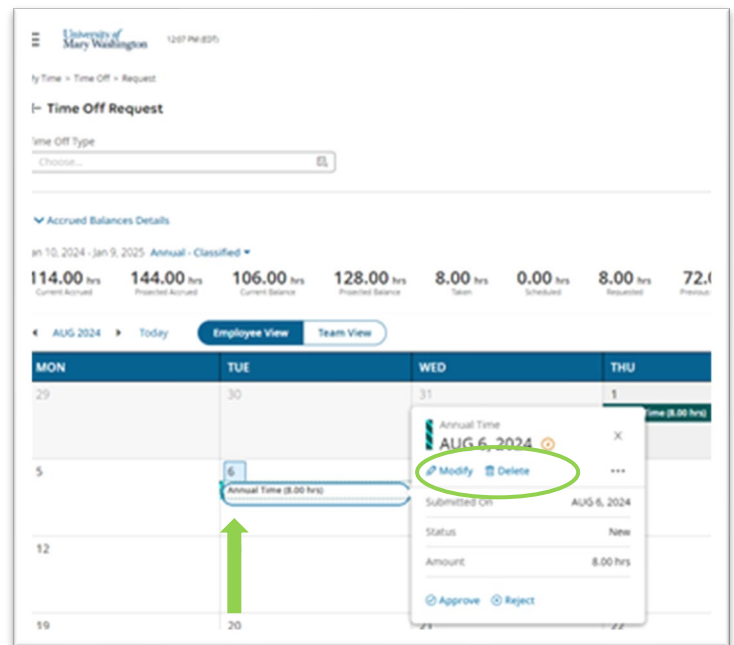 University of
Mary Washington 12:07 PM (EDT)
y Time > Time Off > Request
Time Off Request
ime Off Type
Choose...
Accrued Balances Details
an 10, 2024 - Jan 9, 2025 Annual - Classified
114.00 hrs 144.00 hrs 106.00 hrs 128.00 hrs 8.00 hrs 0.00 hrs 8.00 hrs 72.
Current Accrued Projected Accrued Current Balance Projected Balance Taken Scheduled Requested Previous
AUG 2024 Today Employee View Team View
MON TUE WED THU
29 30 31 1
ime (8.00 hrs)
Annual Time
AUG 6, 2024
5 6 Modify Delete
Annual Time (8.00 hrs)
Submitted On AUG 6, 2024
Status New
12
Amount 8.00 hrs
Approve Reject
19 20 21 22